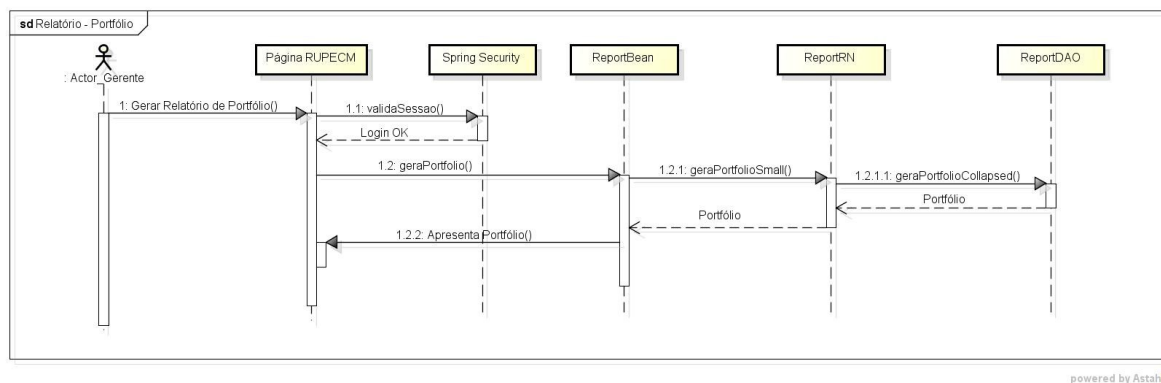 sd Relatório - Portfólio
: Actor_Gerente
Página RUPECM
Spring Security
ReportBean
ReportRN
ReportDAO
1: Gerar Relatório de Portfólio()
1.1: validaSessao()
Login OK
1.2: geraPortfolio()
1.2.1: geraPortfolioSmall()
1.2.1.1: geraPortfolioCollapsed()
Portfólio
Portfólio
1.2.2: Apresenta Portfólio()
powered by Astah